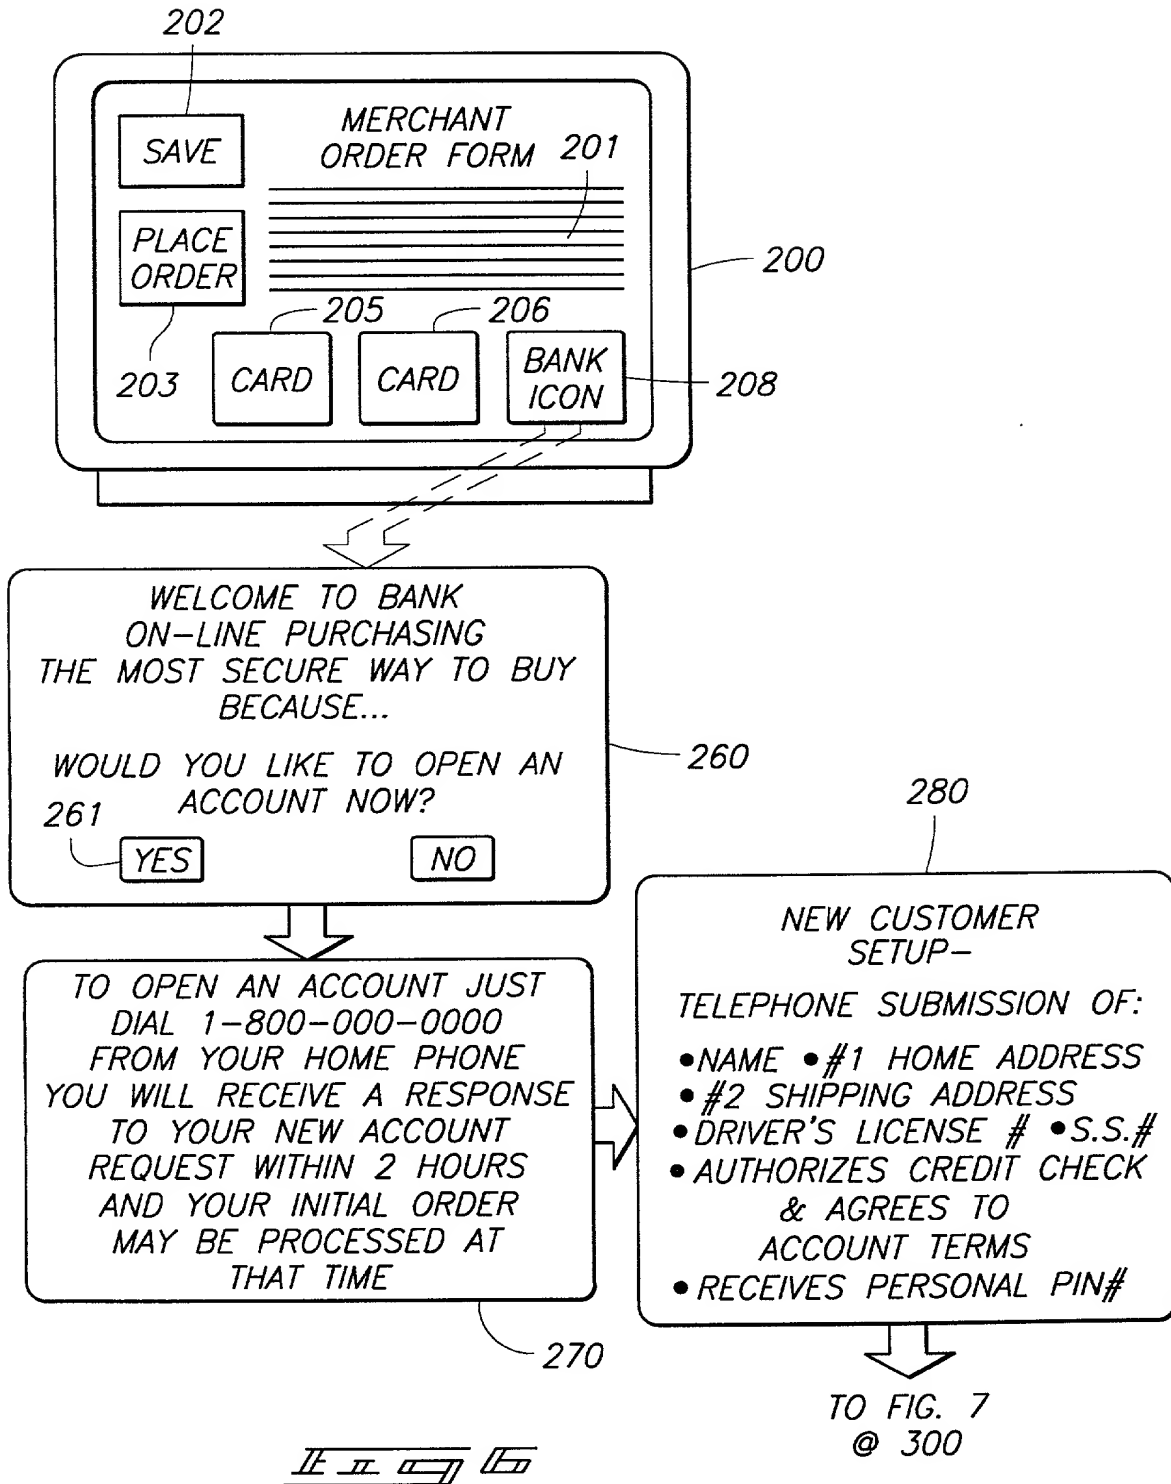 202
SAVE
MERCHANT
ORDER FORM
201
PLACE
ORDER
200
203
205
CARD
206
CARD
BANK
ICON
208
WELCOME TO BANK
ON-LINE PURCHASING
THE MOST SECURE WAY TO BUY
BECAUSE...
WOULD YOU LIKE TO OPEN AN
ACCOUNT NOW?
260
261
YES
NO
TO OPEN AN ACCOUNT JUST
DIAL 1-800-000-0000
FROM YOUR HOME PHONE
YOU WILL RECEIVE A RESPONSE
TO YOUR NEW ACCOUNT
REQUEST WITHIN 2 HOURS
AND YOUR INITIAL ORDER
MAY BE PROCESSED AT
THAT TIME
270
280
NEW CUSTOMER
SETUP-
TELEPHONE SUBMISSION OF:
•NAME •#1 HOME ADDRESS
•#2 SHIPPING ADDRESS
•DRIVER'S LICENSE # •S.S.#
•AUTHORIZES CREDIT CHECK
& AGREES TO
ACCOUNT TERMS
•RECEIVES PERSONAL PIN#
TO FIG. 7
@ 300
Fig 6